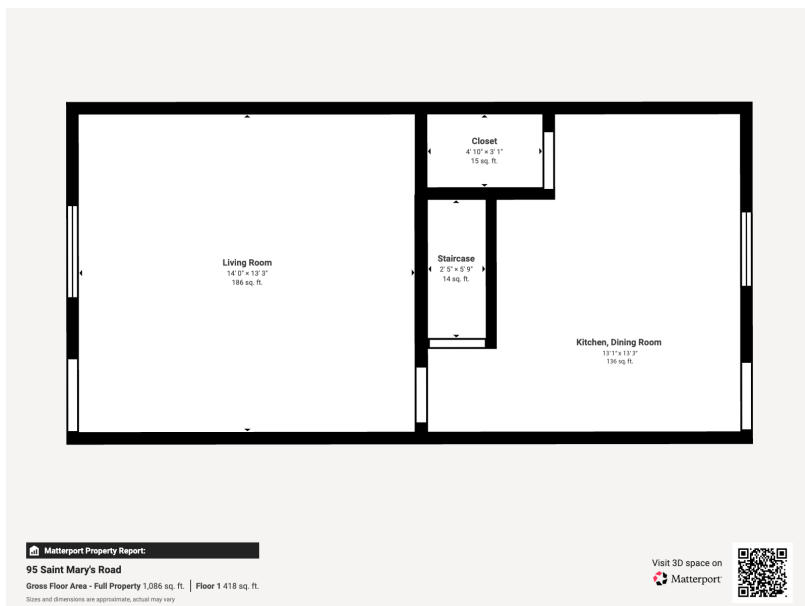 Closet
4' 10" × 3' 1"
15 sq. ft.
Living Room
14' 0" × 13' 3"
186 sq. ft.
Staircase
2' 5" × 5' 9"
14 sq. ft.
Kitchen, Dining Room
13'1" x 13'3"
136 sq. ft.
Matterport Property Report:
95 Saint Mary's Road
Gross Floor Area - Full Property 1,086 sq. ft. | Floor 1 418 sq. ft.
Sizes and dimensions are approximate, actual may vary
Visit 3D space on
Matterport